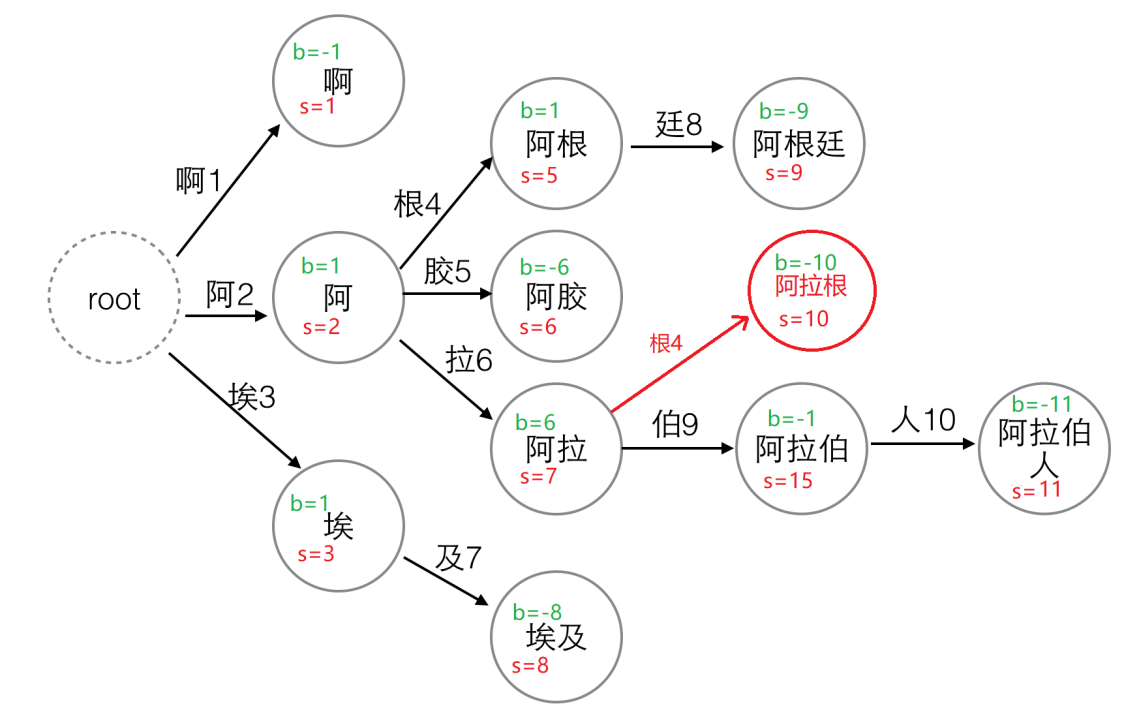 b=-1
啊
s=1
啊1
b=1
阿根
s=5
廷8
b=-9
阿根廷
s=9
根4
root
阿2
b=1
阿
s=2
胶5
b=-6
阿胶
s=6
b=-10
阿拉根
s=10
根4
拉6
b=6
阿拉
s=7
伯9
b=-1
阿拉伯
s=15
人10
b=-11
阿拉伯
人
s=11
埃3
b=1
埃
s=3
及7
b=-8
埃及
s=8